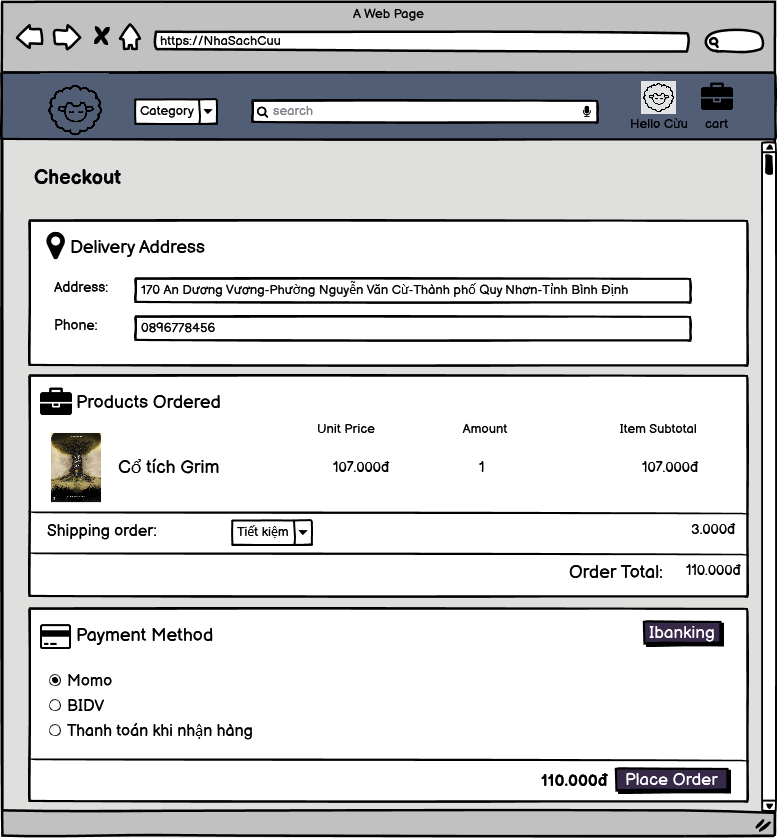 A Web Page
https://NhaSachCuu
Category
search
Hello Cừu
cart
Checkout
Delivery Address
Address: 170 An Dương Vương-Phường Nguyễn Văn Cừ-Thành phố Quy Nhơn-Tỉnh Bình Định
Phone: 0896778456
Products Ordered
Unit Price Amount Item Subtotal
Cổ tích Grim 107.000đ 1 107.000đ
Shipping order: Tiết kiệm 3.000đ
Order Total: 110.000đ
Payment Method Ibanking
Momo
BIDV
Thanh toán khi nhận hàng
110.000đ Place Order